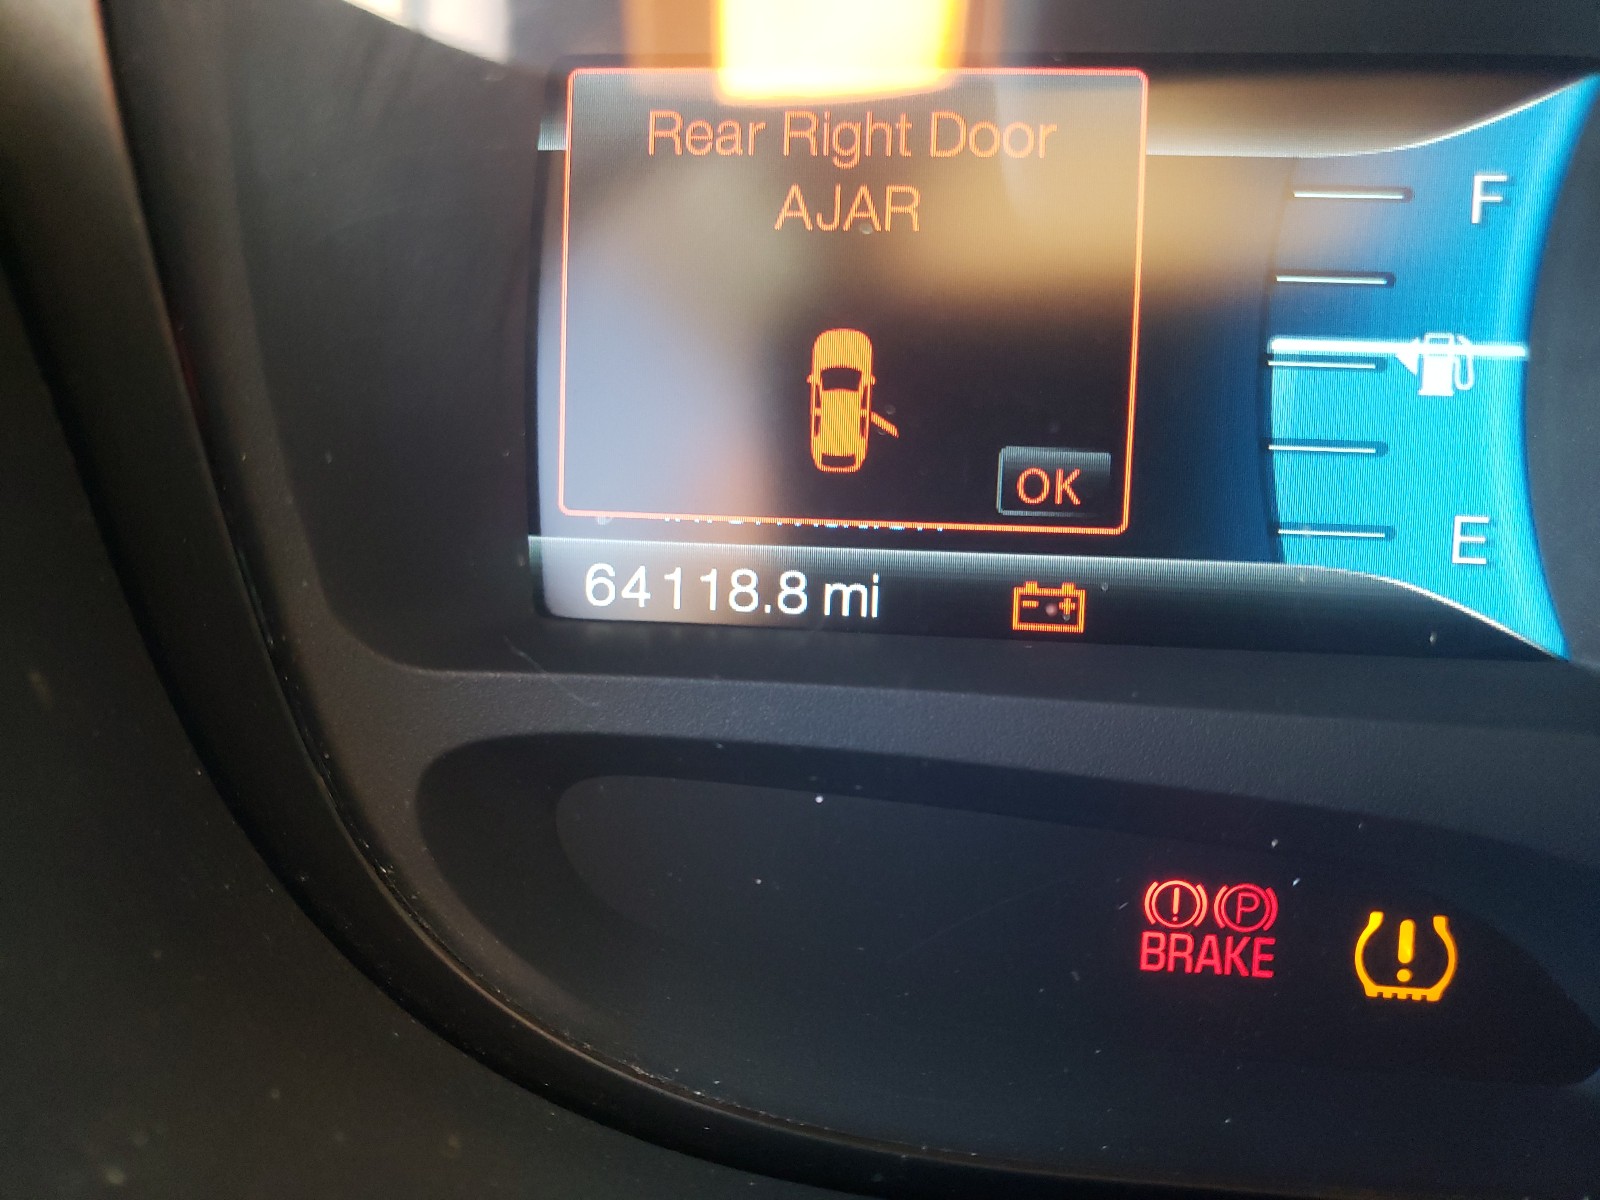 Rear Right Door
AJAR
F
OK
E
64118.8 mi
P
BRAKE